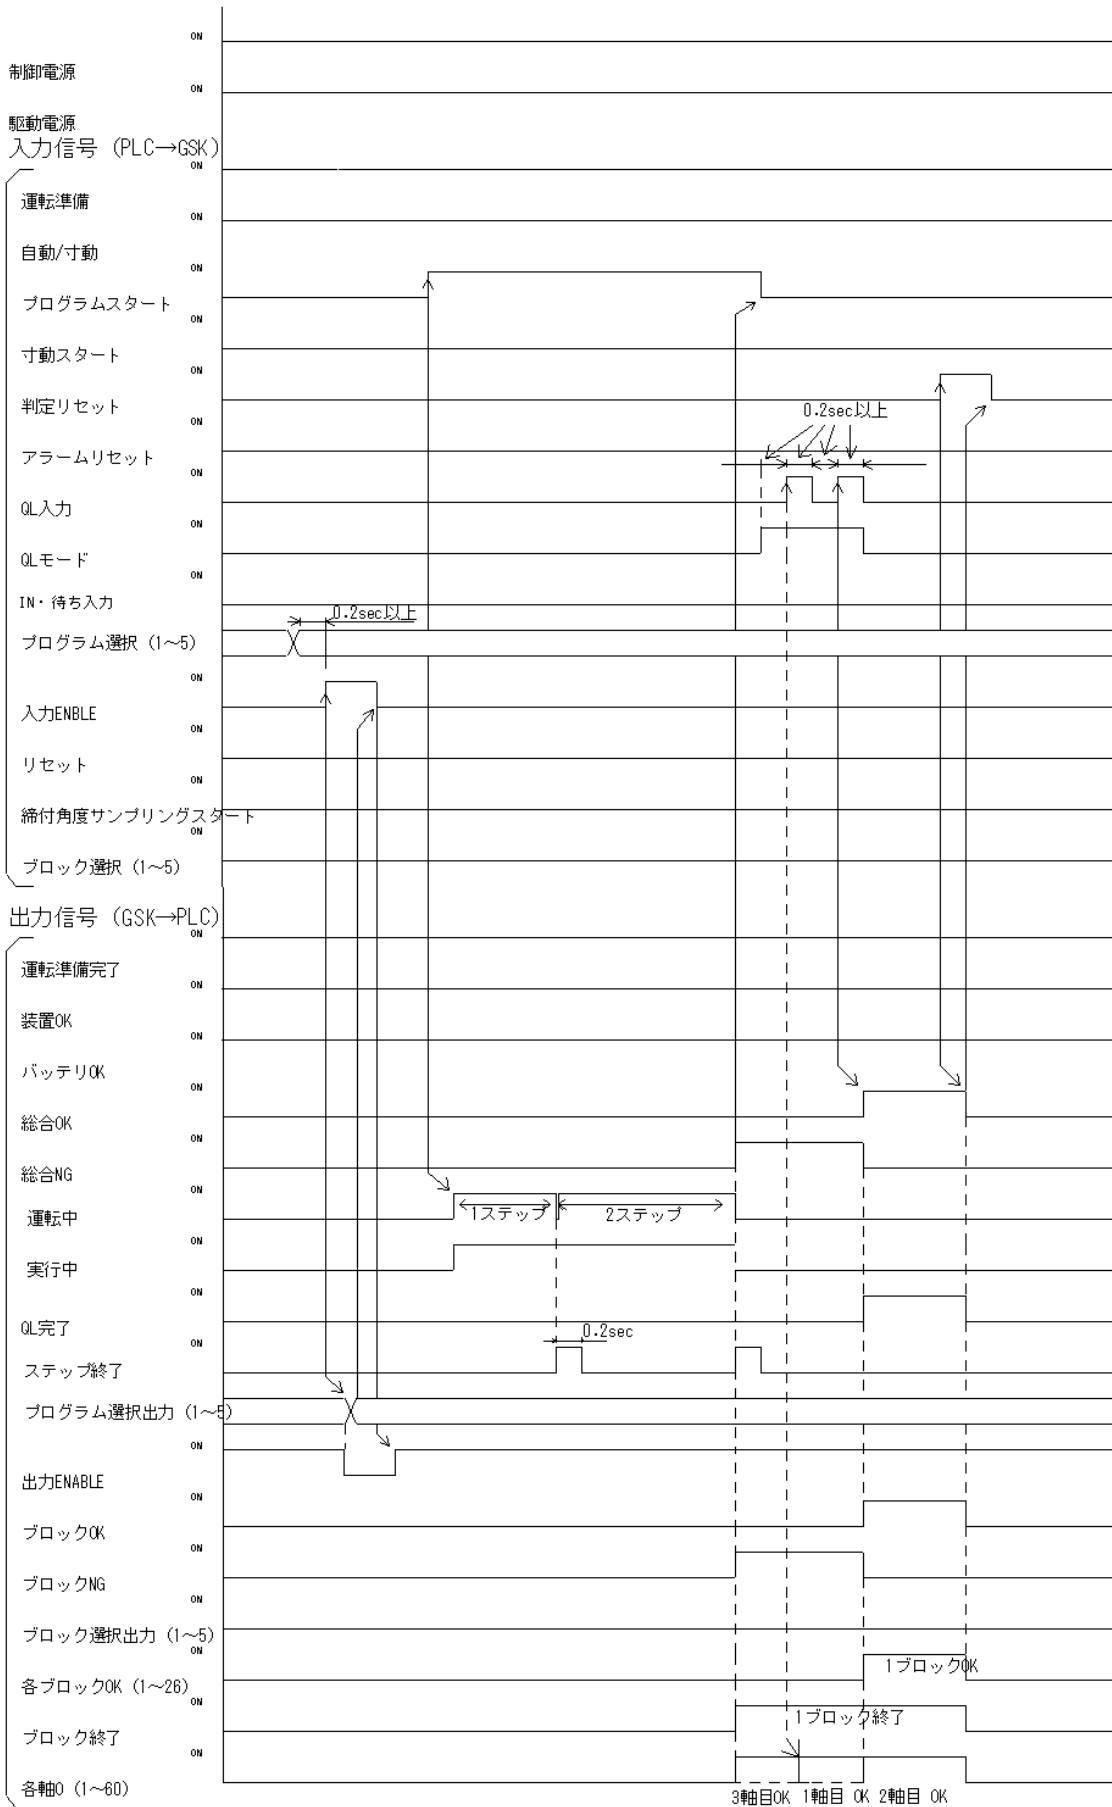 ON
制御電源
ON
駆動電源
入力信号 (PLC→GSK)
ON
運転準備
ON
自動/寸動
ON
プログラムスタート
ON
寸動スタート
ON
判定リセット
0.2sec以上
ON
アラームリセット
ON
QL入力
ON
QLモード
ON
IN・待ち入力
0.2sec以上
プログラム選択 (1～5)
ON
入力ENBLE
ON
リセット
ON
締付角度サンプリングスタート
ON
ブロック選択 (1～5)
出力信号 (GSK→PLC)
ON
運転準備完了
ON
装置OK
ON
バッテリOK
ON
総合OK
ON
総合NG
ON
運転中 1ステップ 2ステップ
ON
実行中
ON
QL完了
0.2sec
ON
ステップ終了
プログラム選択出力 (1～5)
ON
出力ENABLE
ON
ブロックOK
ON
ブロックNG
ON
ブロック選択出力 (1～5)
ON
1ブロックOK
各ブロックOK (1～26)
ON
1ブロック終了
ブロック終了
ON
各軸O (1～60)
3軸目OK 1軸目 OK 2軸目 OK